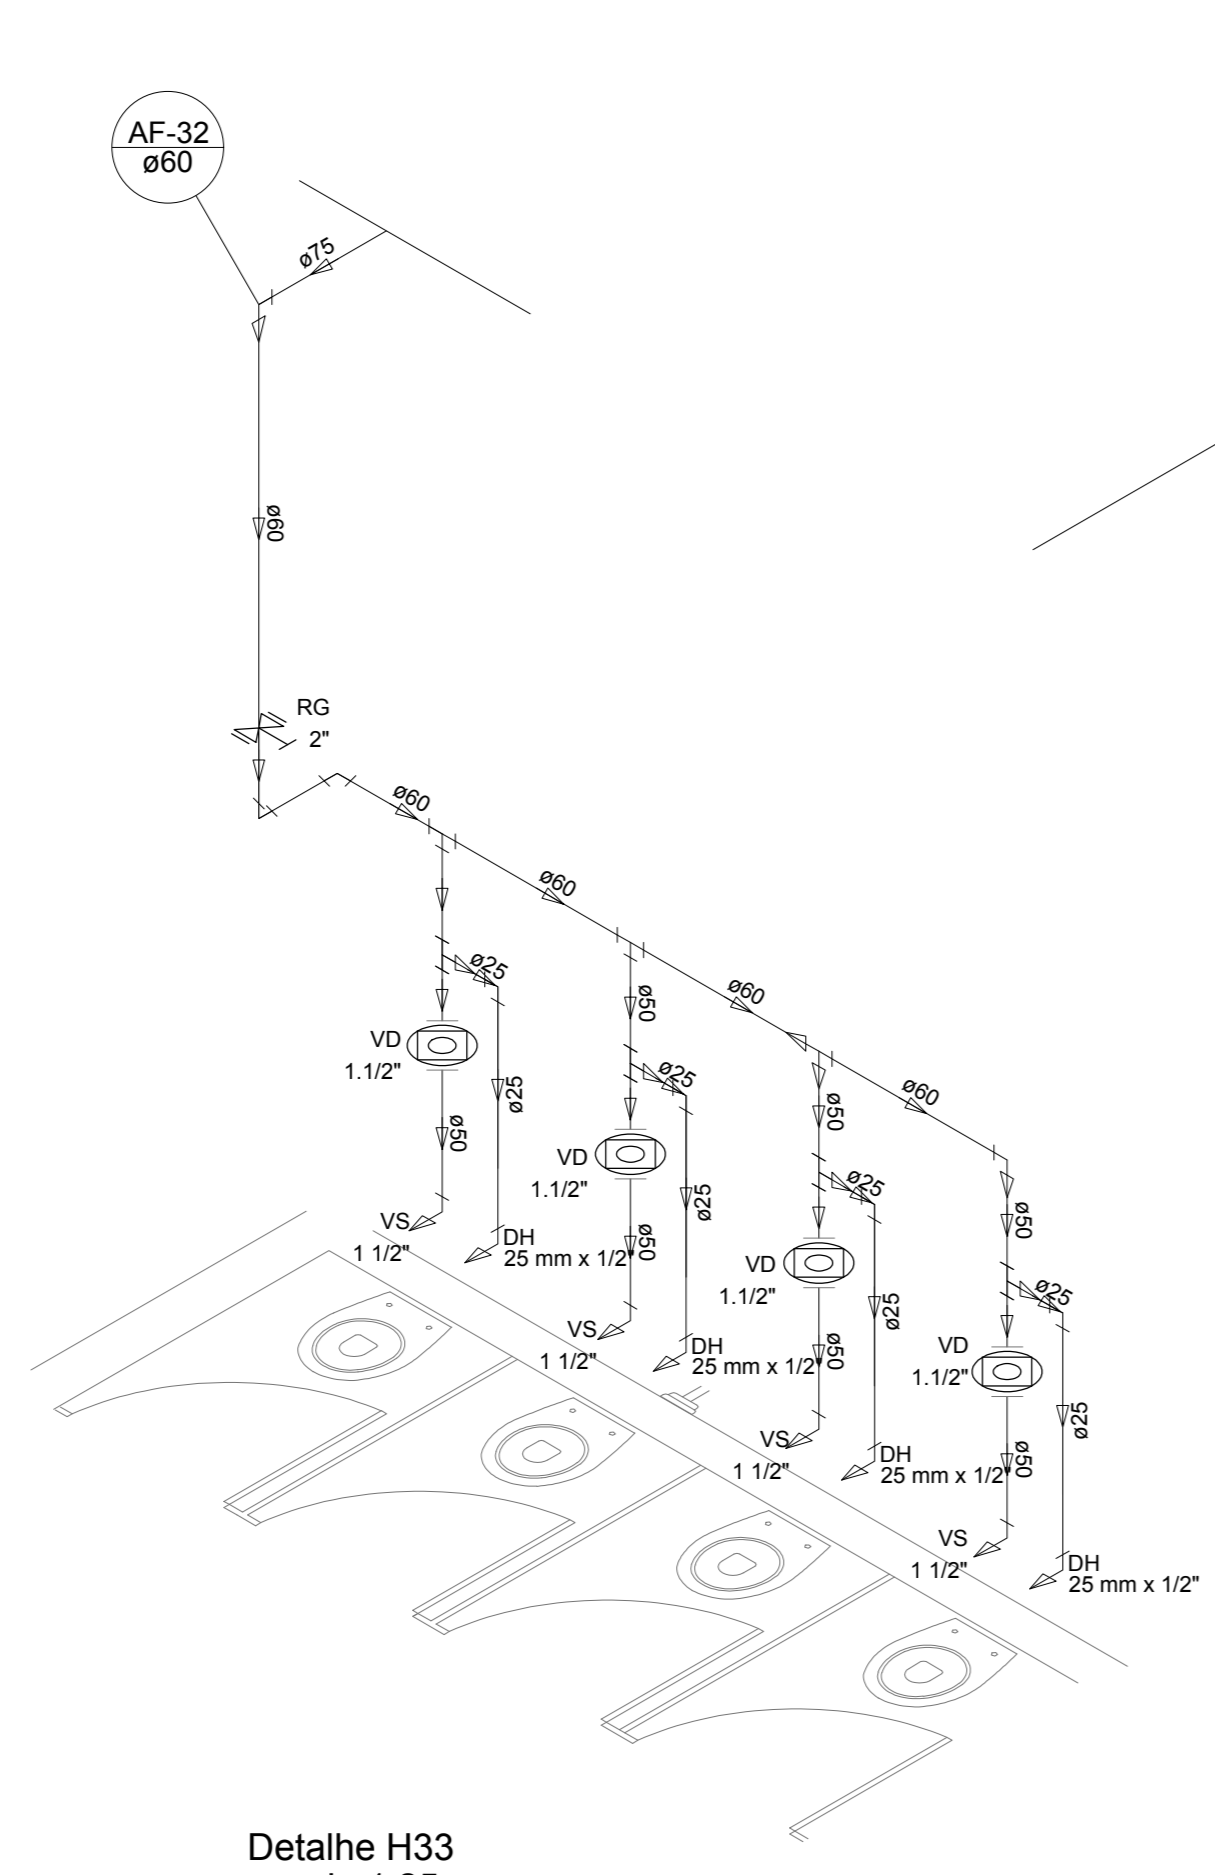 AF-32
ø60
ø75
ø60
RG
2"
ø60
ø60
ø60
ø60
ø25
VD
1.1/2"
ø25
ø50
VS
1 1/2"
DH
25 mm x 1/2"
ø50
ø25
VD
1.1/2"
ø25
ø50
VS
1 1/2"
DH
25 mm x 1/2"
ø50
ø25
VD
1.1/2"
ø25
ø50
VS
1 1/2"
DH
25 mm x 1/2"
ø50
ø25
VD
1.1/2"
ø25
ø50
VS
1 1/2"
DH
25 mm x 1/2"
Detalhe H33